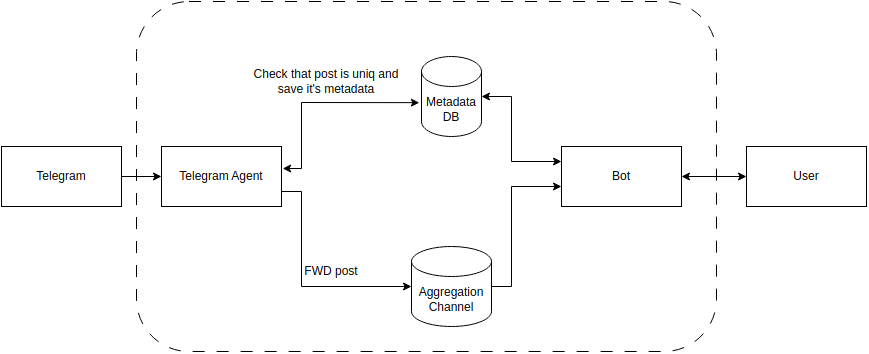 Check that post is uniq and
save it's metadata
Metadata
DB
Telegram
Telegram Agent
Bot
User
FWD post
Aggregation
Channel